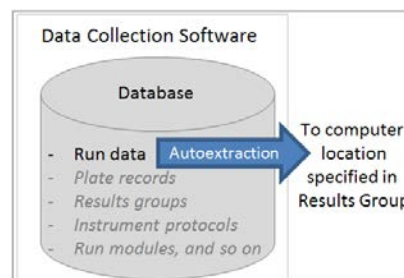 Data Collection Software
Database
- Run data
Autoextraction
- Plate records
- Results groups
- Instrument protocols
- Run modules, and so on
To computer
location
specified in
Results Group